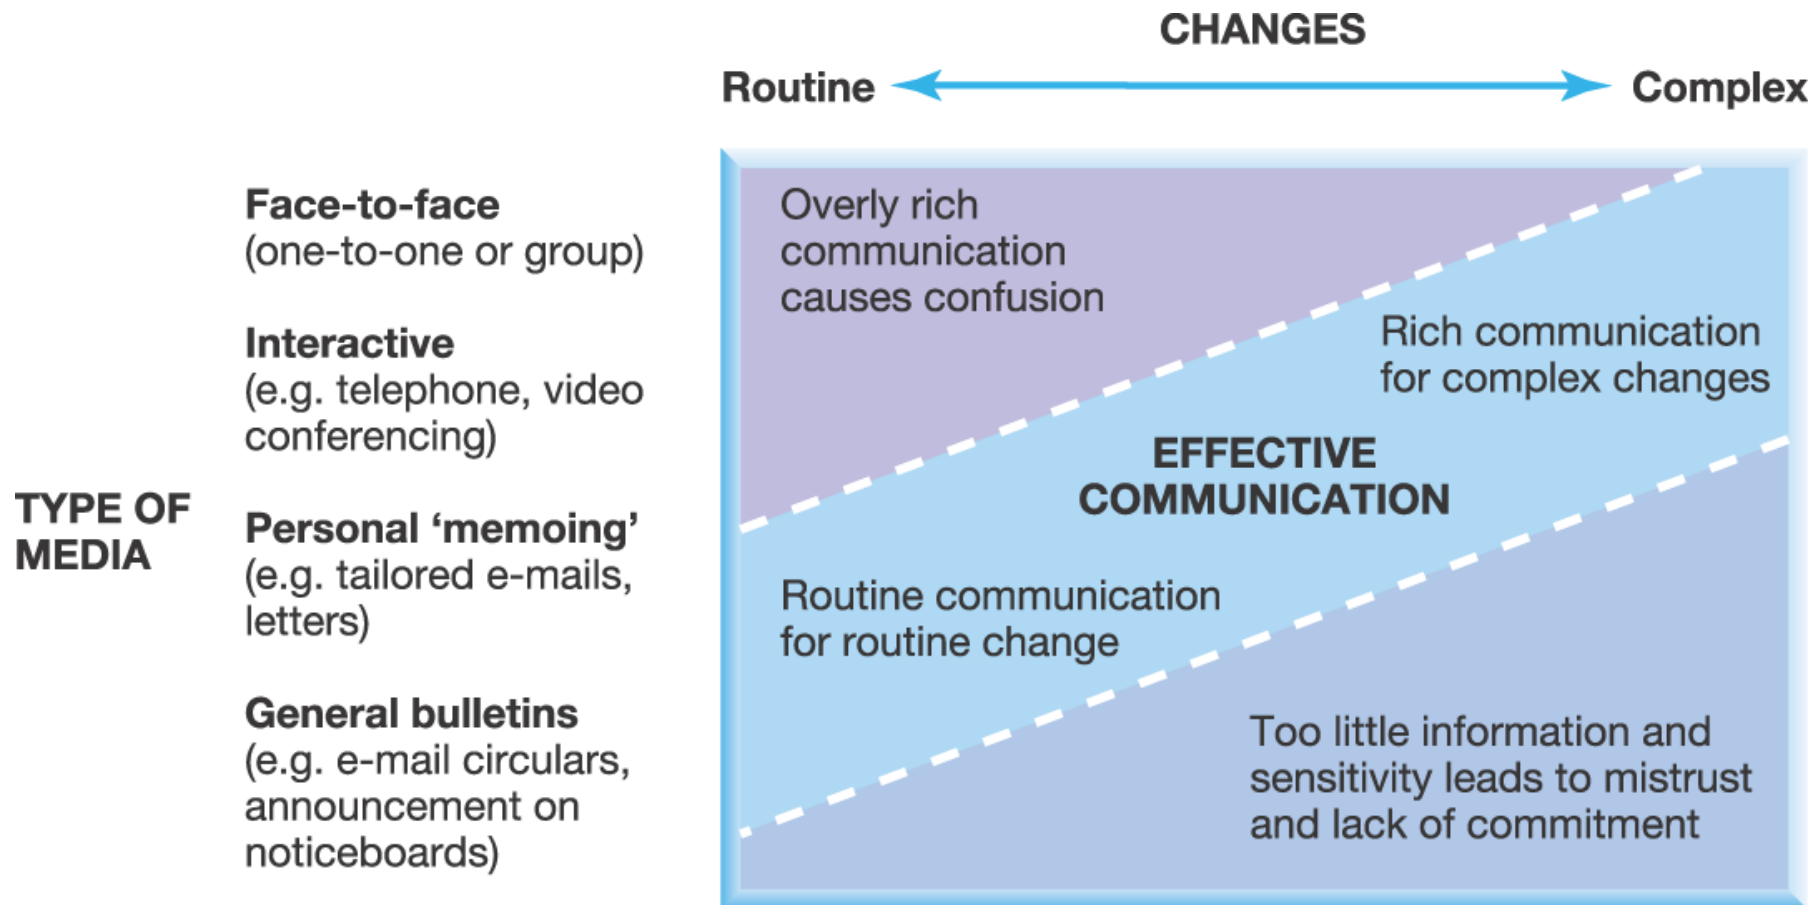 CHANGES
Routine
Complex
Face-to-face
(one-to-one or group)
Interactive
(e.g. telephone, video
conferencing)
TYPE OF
MEDIA
Personal ‘memoing’
(e.g. tailored e-mails,
letters)
General bulletins
(e.g. e-mail circulars,
announcement on
noticeboards)
Overly rich
communication
causes confusion
Rich communication
for complex changes
EFFECTIVE
COMMUNICATION
Routine communication
for routine change
Too little information and
sensitivity leads to mistrust
and lack of commitment